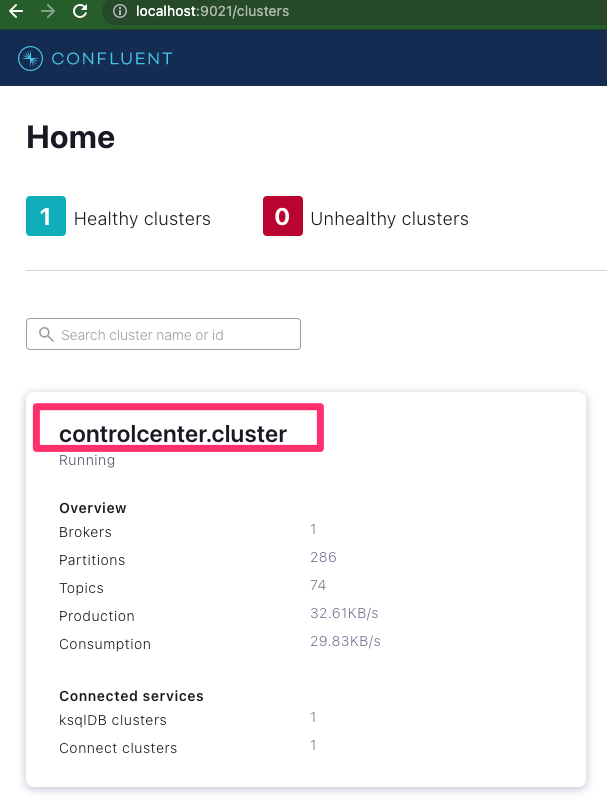 localhost:9021/clusters
CONFLUENT
Home
1 Healthy clusters 0 Unhealthy clusters
Search cluster name or id
controlcenter.cluster
Running
Overview
Brokers 1
Partitions 286
Topics 74
Production 32.61KB/s
Consumption 29.83KB/s
Connected services
ksqlDB clusters 1
Connect clusters 1